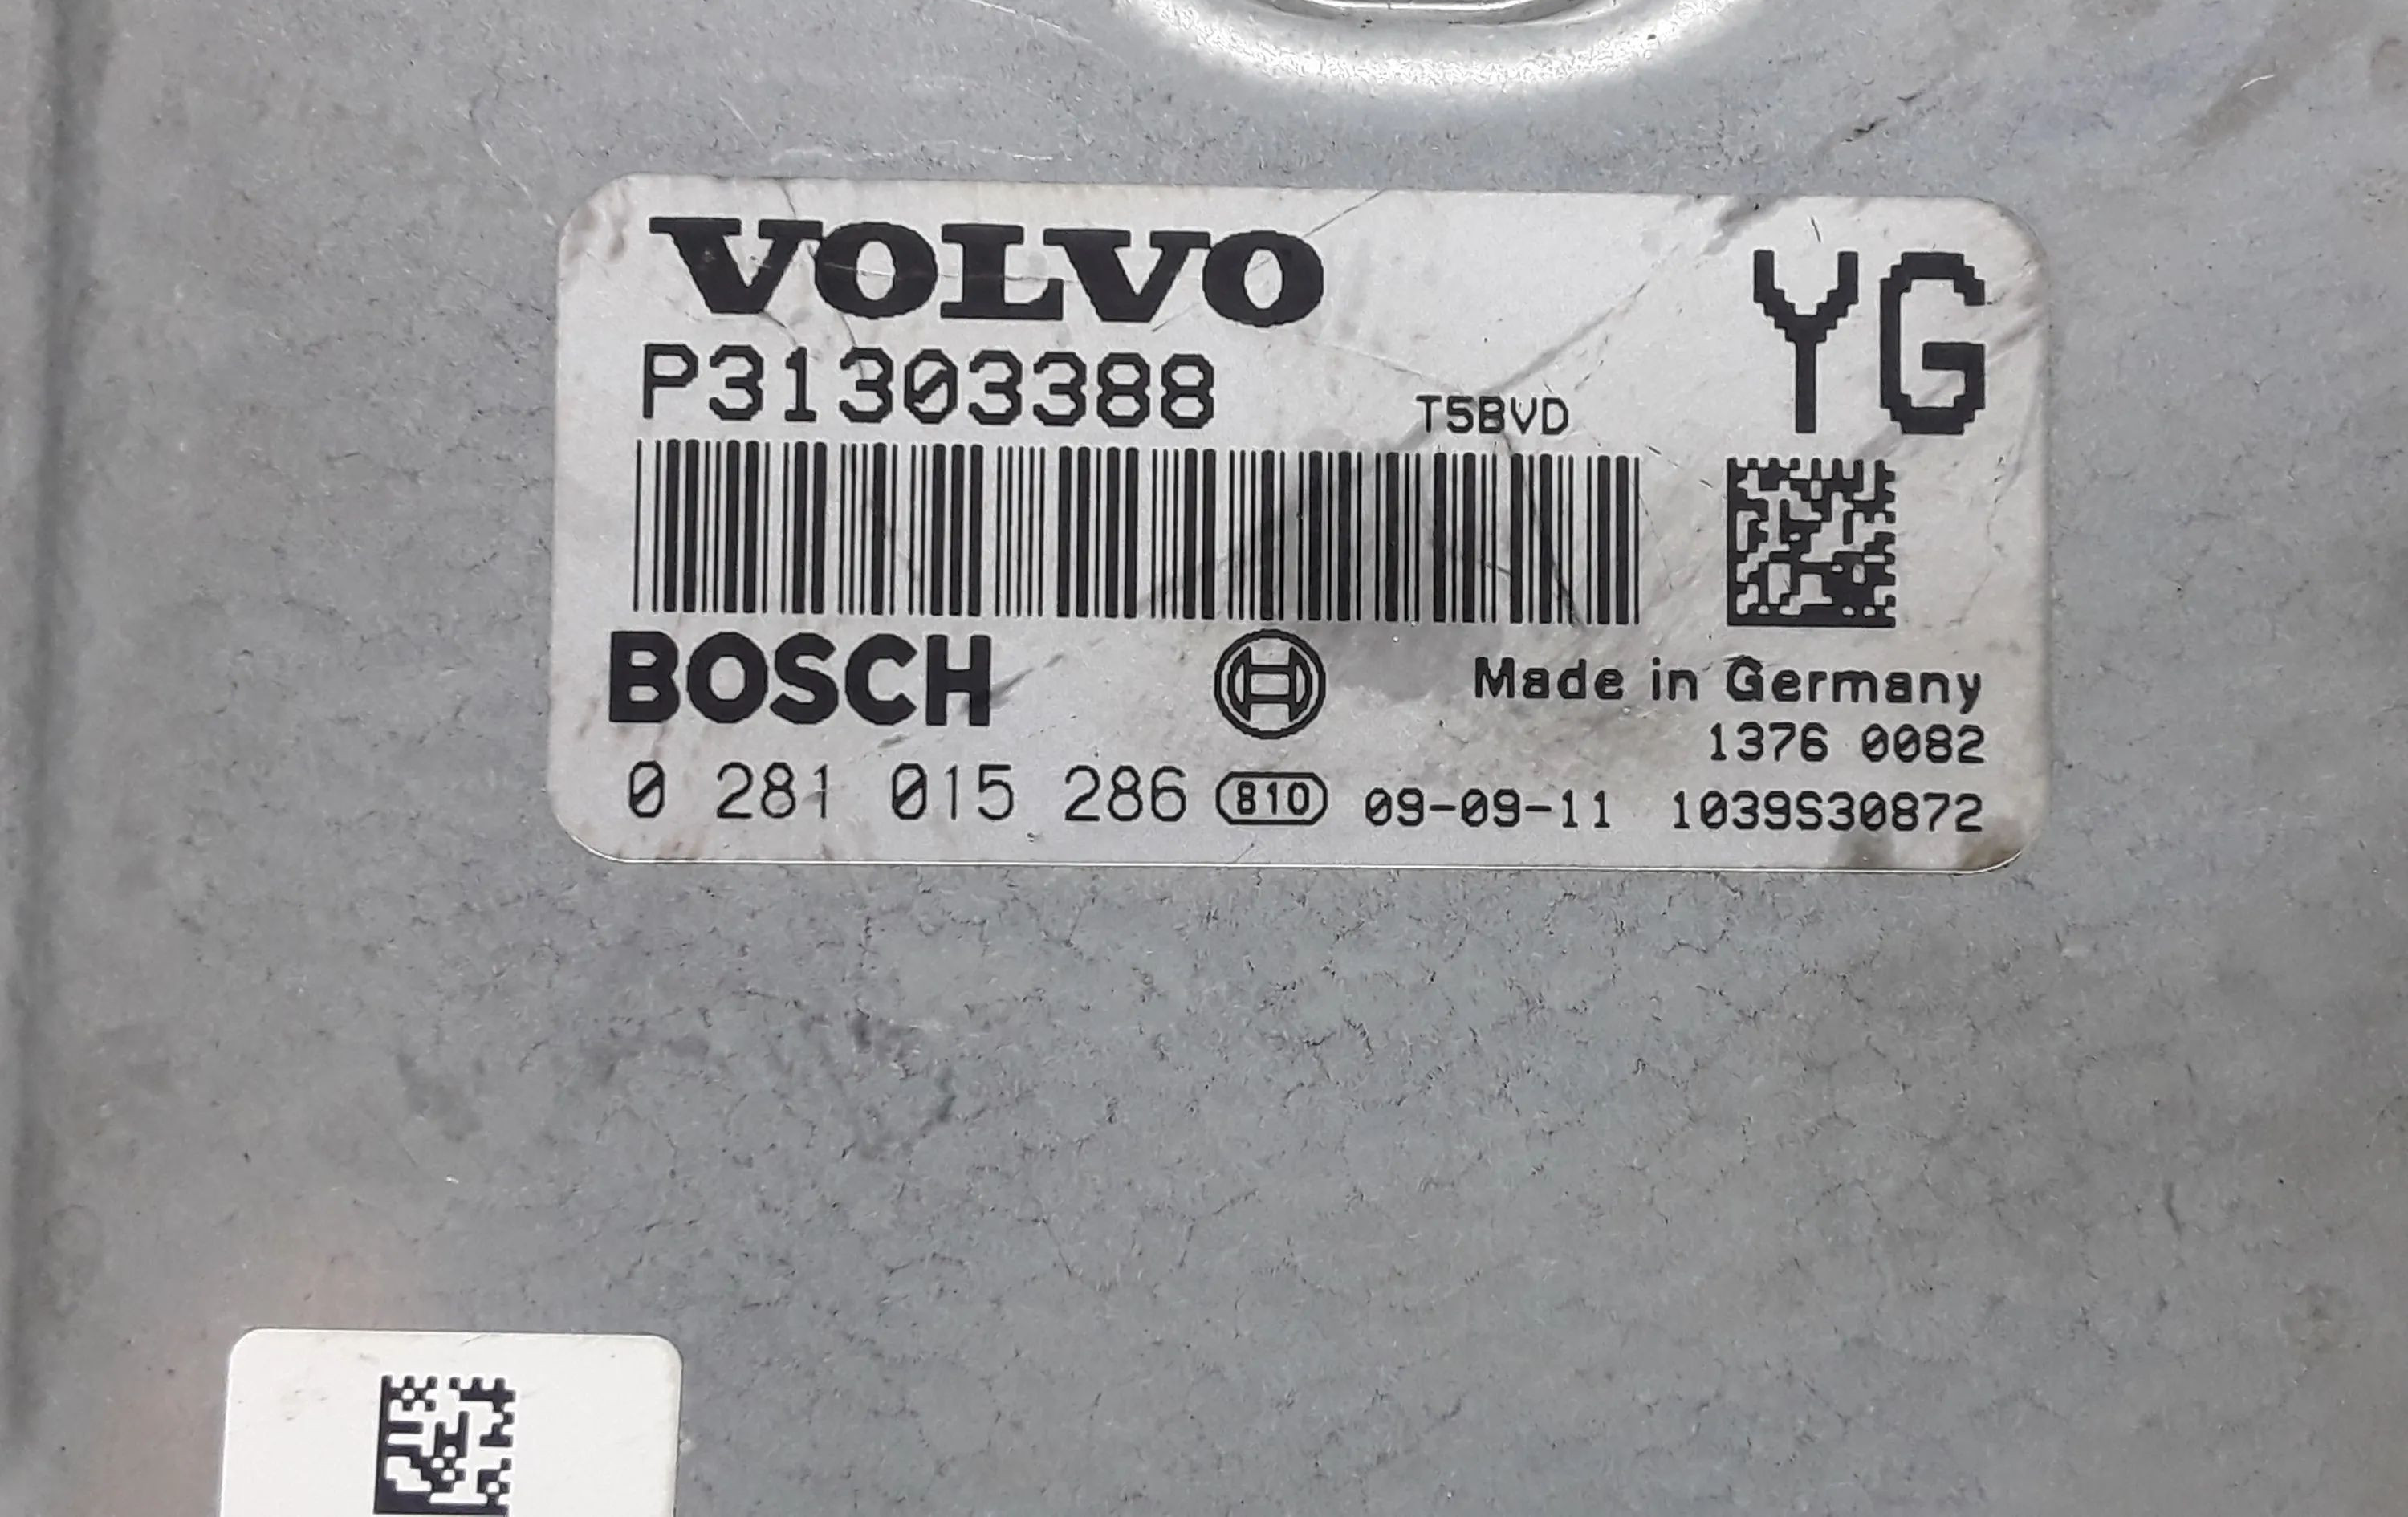 VOLVO
YG
P31303388
T5BVD
BOSCH
Made in Germany
1376 0082
0 281 015 286 810 09-09-11 1039S30872